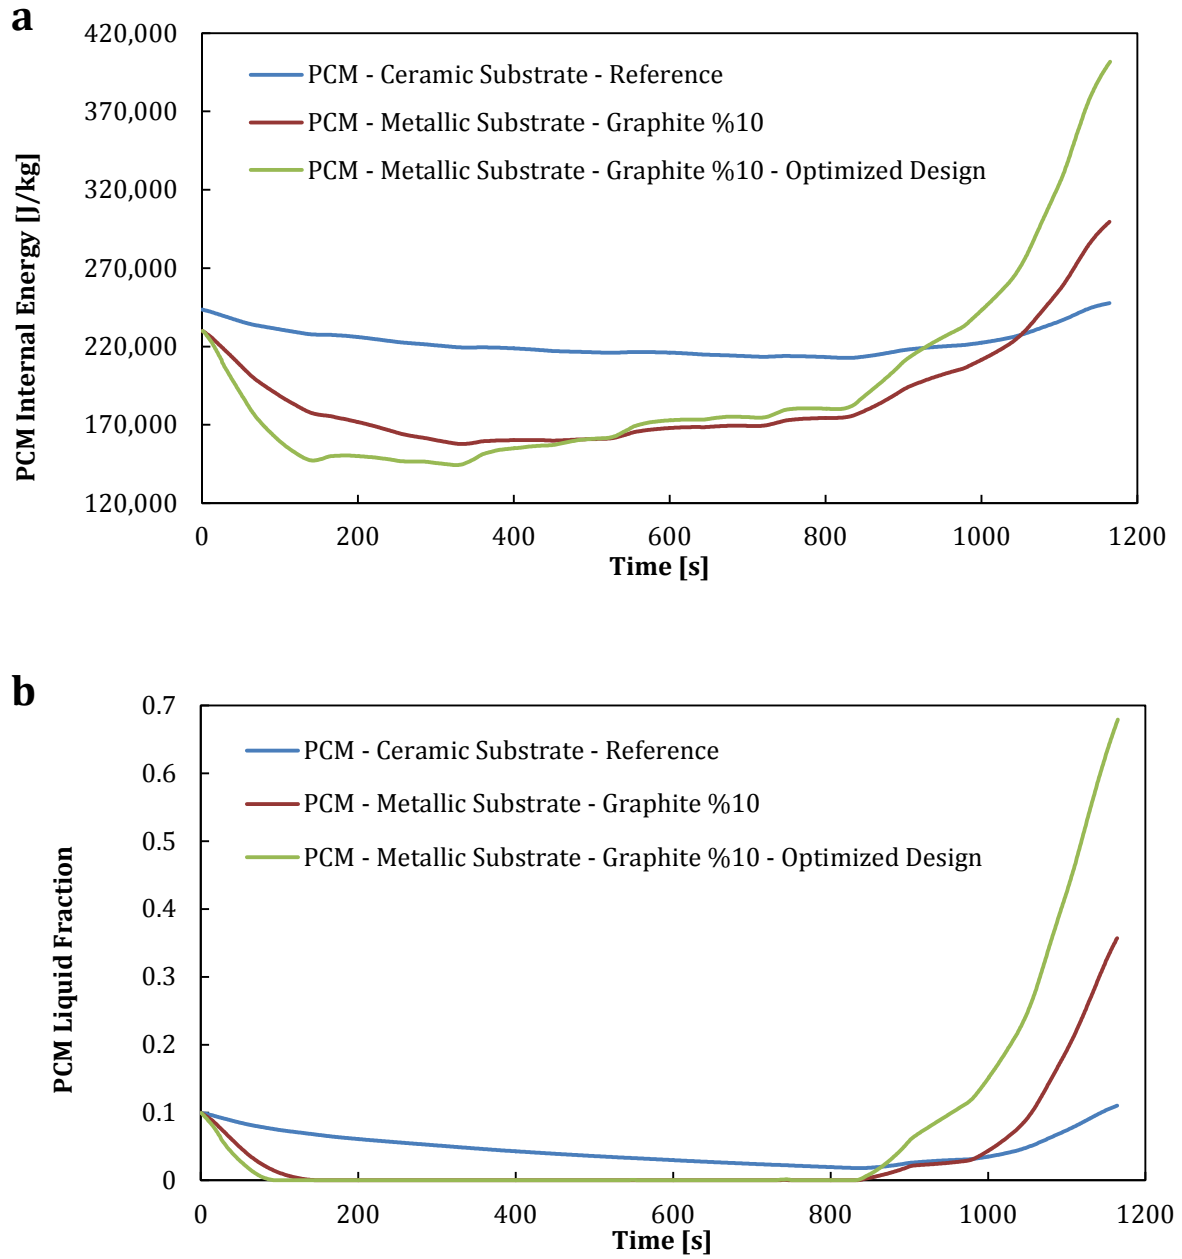 a
PCM Internal Energy [J/kg]
420,000
370,000
320,000
270,000
220,000
170,000
120,000
PCM - Ceramic Substrate - Reference
PCM - Metallic Substrate - Graphite %10
PCM - Metallic Substrate - Graphite %10 - Optimized Design
0 200 400 600 800 1000 1200
Time [s]
b
PCM Liquid Fraction
0.7
0.6
0.5
0.4
0.3
0.2
0.1
0
PCM - Ceramic Substrate - Reference
PCM - Metallic Substrate - Graphite %10
PCM - Metallic Substrate - Graphite %10 - Optimized Design
0 200 400 600 800 1000 1200
Time [s]